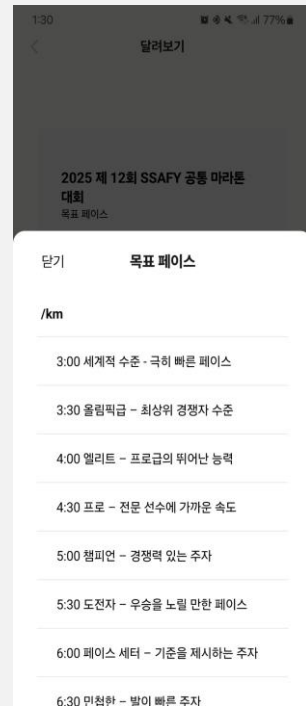 1:30
77%
달려보기
2025 제 12회 SSAFY 공통 마라톤
대회
목표 페이스
닫기
목표 페이스
/km
3:00 세계적 수준 - 극히 빠른 페이스
3:30 올림픽급 – 최상위 경쟁자 수준
4:00 엘리트 – 프로급의 뛰어난 능력
4:30 프로 – 전문 선수에 가까운 속도
5:00 챔피언 – 경쟁력 있는 주자
5:30 도전자 – 우승을 노릴 만한 페이스
6:00 페이스 세터 – 기준을 제시하는 주자
6:30 민첩한 – 발이 빠른 주자